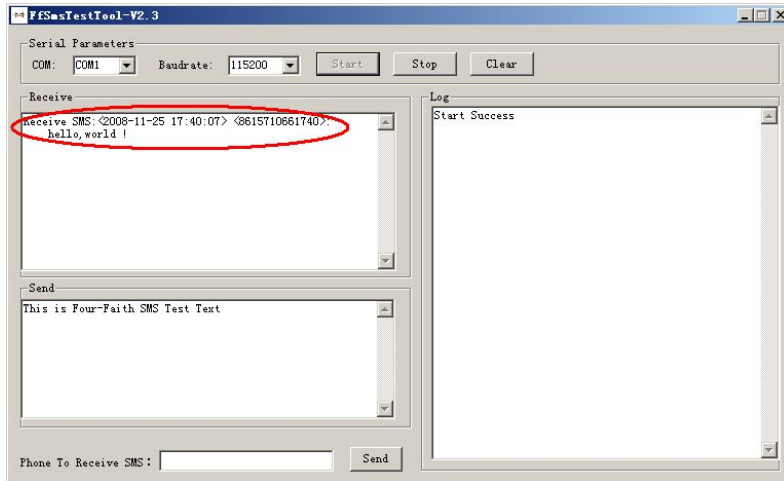 FfSmsTestTool-V2.3
Serial Parameters
COM: COM1 Baudrate: 115200 Start Stop Clear
Receive
Receive SMS:<2008-11-25 17:40:07> <8615710661740>:
hello,world !
Send
This is Four-Faith SMS Test Text
Phone To Receive SMS: Send
Log
Start Success